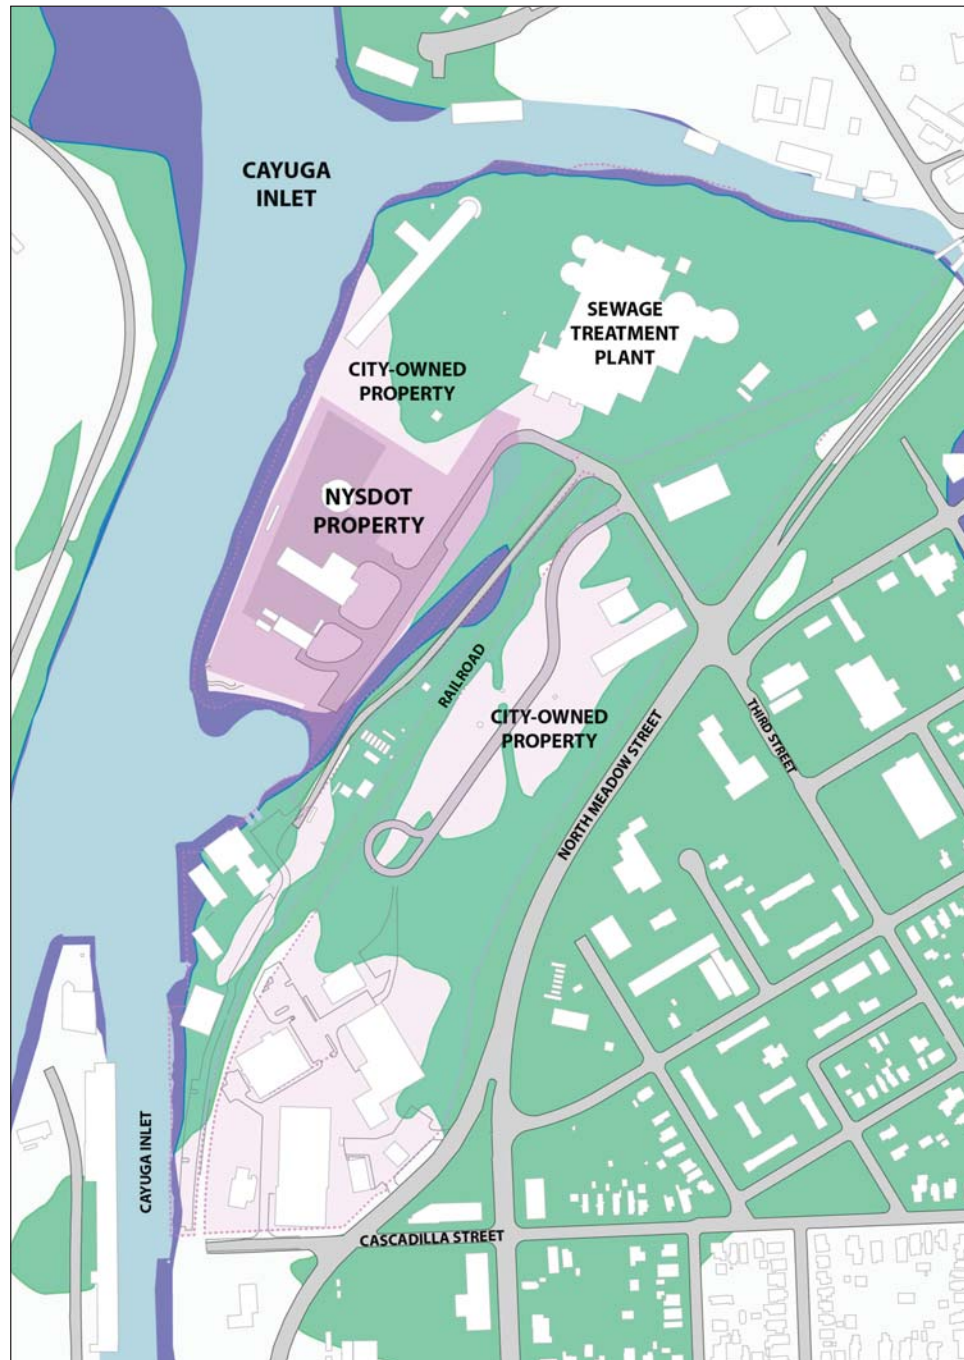 CAYUGA
INLET
SEWAGE
TREATMENT
PLANT
CITY-OWNED
PROPERTY
NYSDOT
PROPERTY
RAILROAD
CITY-OWNED
PROPERTY
NORTH MEADOW STREET
THIRD STREET
CAYUGA INLET
CASCADILLA STREET